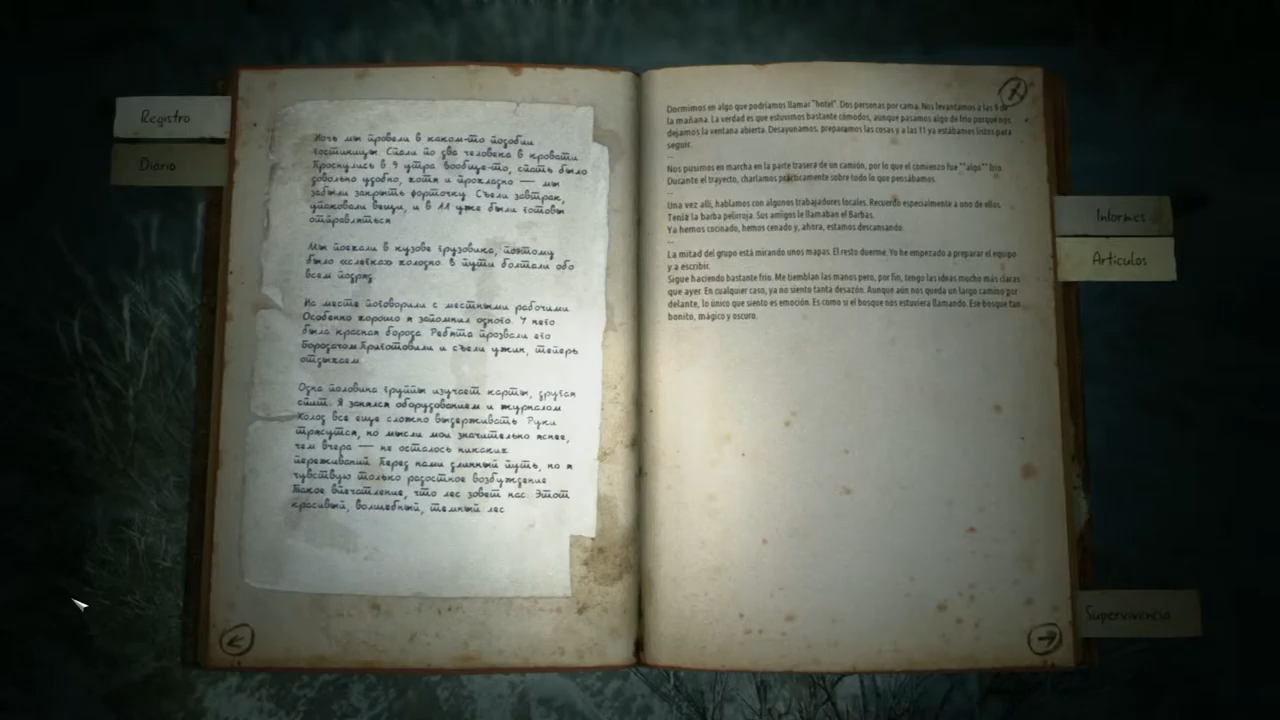 Registro
Diario
Ночь мы провели в каком-то подобии
гостиницы. Спали по два человека в кровати
Проснулись в 9 утра. Вообще-то, спать было
довольно удобно, хотя и прохладно — мы
забыли закрыть форточку. Съели завтрак,
упаковали вещи, и в 11 уже были готовы
отправляться
Мы поехали в кузове грузовика, поэтому
было «слегка» холодно. в пути болтали обо
всем подряд
На месте поговорили с местными рабочими.
Особенно хорошо я запомнил одного. У него
была красная борода. Ребята прозвали его
бородачом.Приготовили и съели ужин, теперь
отдыхаем.
Одна половина группы изучает карты, другая
спит. Я занялся оборудованием и журналом
Холод все еще сложно выдерживать. Руки
трясутся, но мысли мои значительно яснее,
чем вчера — не осталось никаких
переживаний. Перед нами длинный путь, но я
чувствую только радостное возбуждение
Такое впечатление, что лес зовет нас. Этот
красивый, волшебный, темный лес
Dormimos en algo que podríamos llamar "hotel". Dos personas por cama. Nos levantamos a las 9 de
la mañana. La verdad es que estuvimos bastante cómodos, aunque pasamos algo de frío porque nos
dejamos la ventana abierta. Desayunamos, preparamos las cosas y a las 11 ya estábamos listos para
seguir.
...
Nos pusimos en marcha en la parte trasera de un camión, por lo que el comienzo fue ""algo"" frío.
Durante el trayecto, charlamos prácticamente sobre todo lo que pensábamos.
...
Una vez allí, hablamos con algunos trabajadores locales. Recuerdo especialmente a uno de ellos.
Tenía la barba pelirroja. Sus amigos le llamaban el Barbas.
Ya hemos cocinado, hemos cenado y, ahora, estamos descansando.
...
La mitad del grupo está mirando unos mapas. El resto duerme. Yo he empezado a preparar el equipo
y a escribir.
Sigue haciendo bastante frío. Me tiemblan las manos pero, por fin, tengo las ideas mucho más claras
que ayer. En cualquier caso, ya no siento tanta desazón. Aunque aún nos queda un largo camino por
delante, lo único que siento es emoción. Es como si el bosque nos estuviera llamando. Ese bosque tan
bonito, mágico y oscuro.
Informes
Artículos
Supervivencia